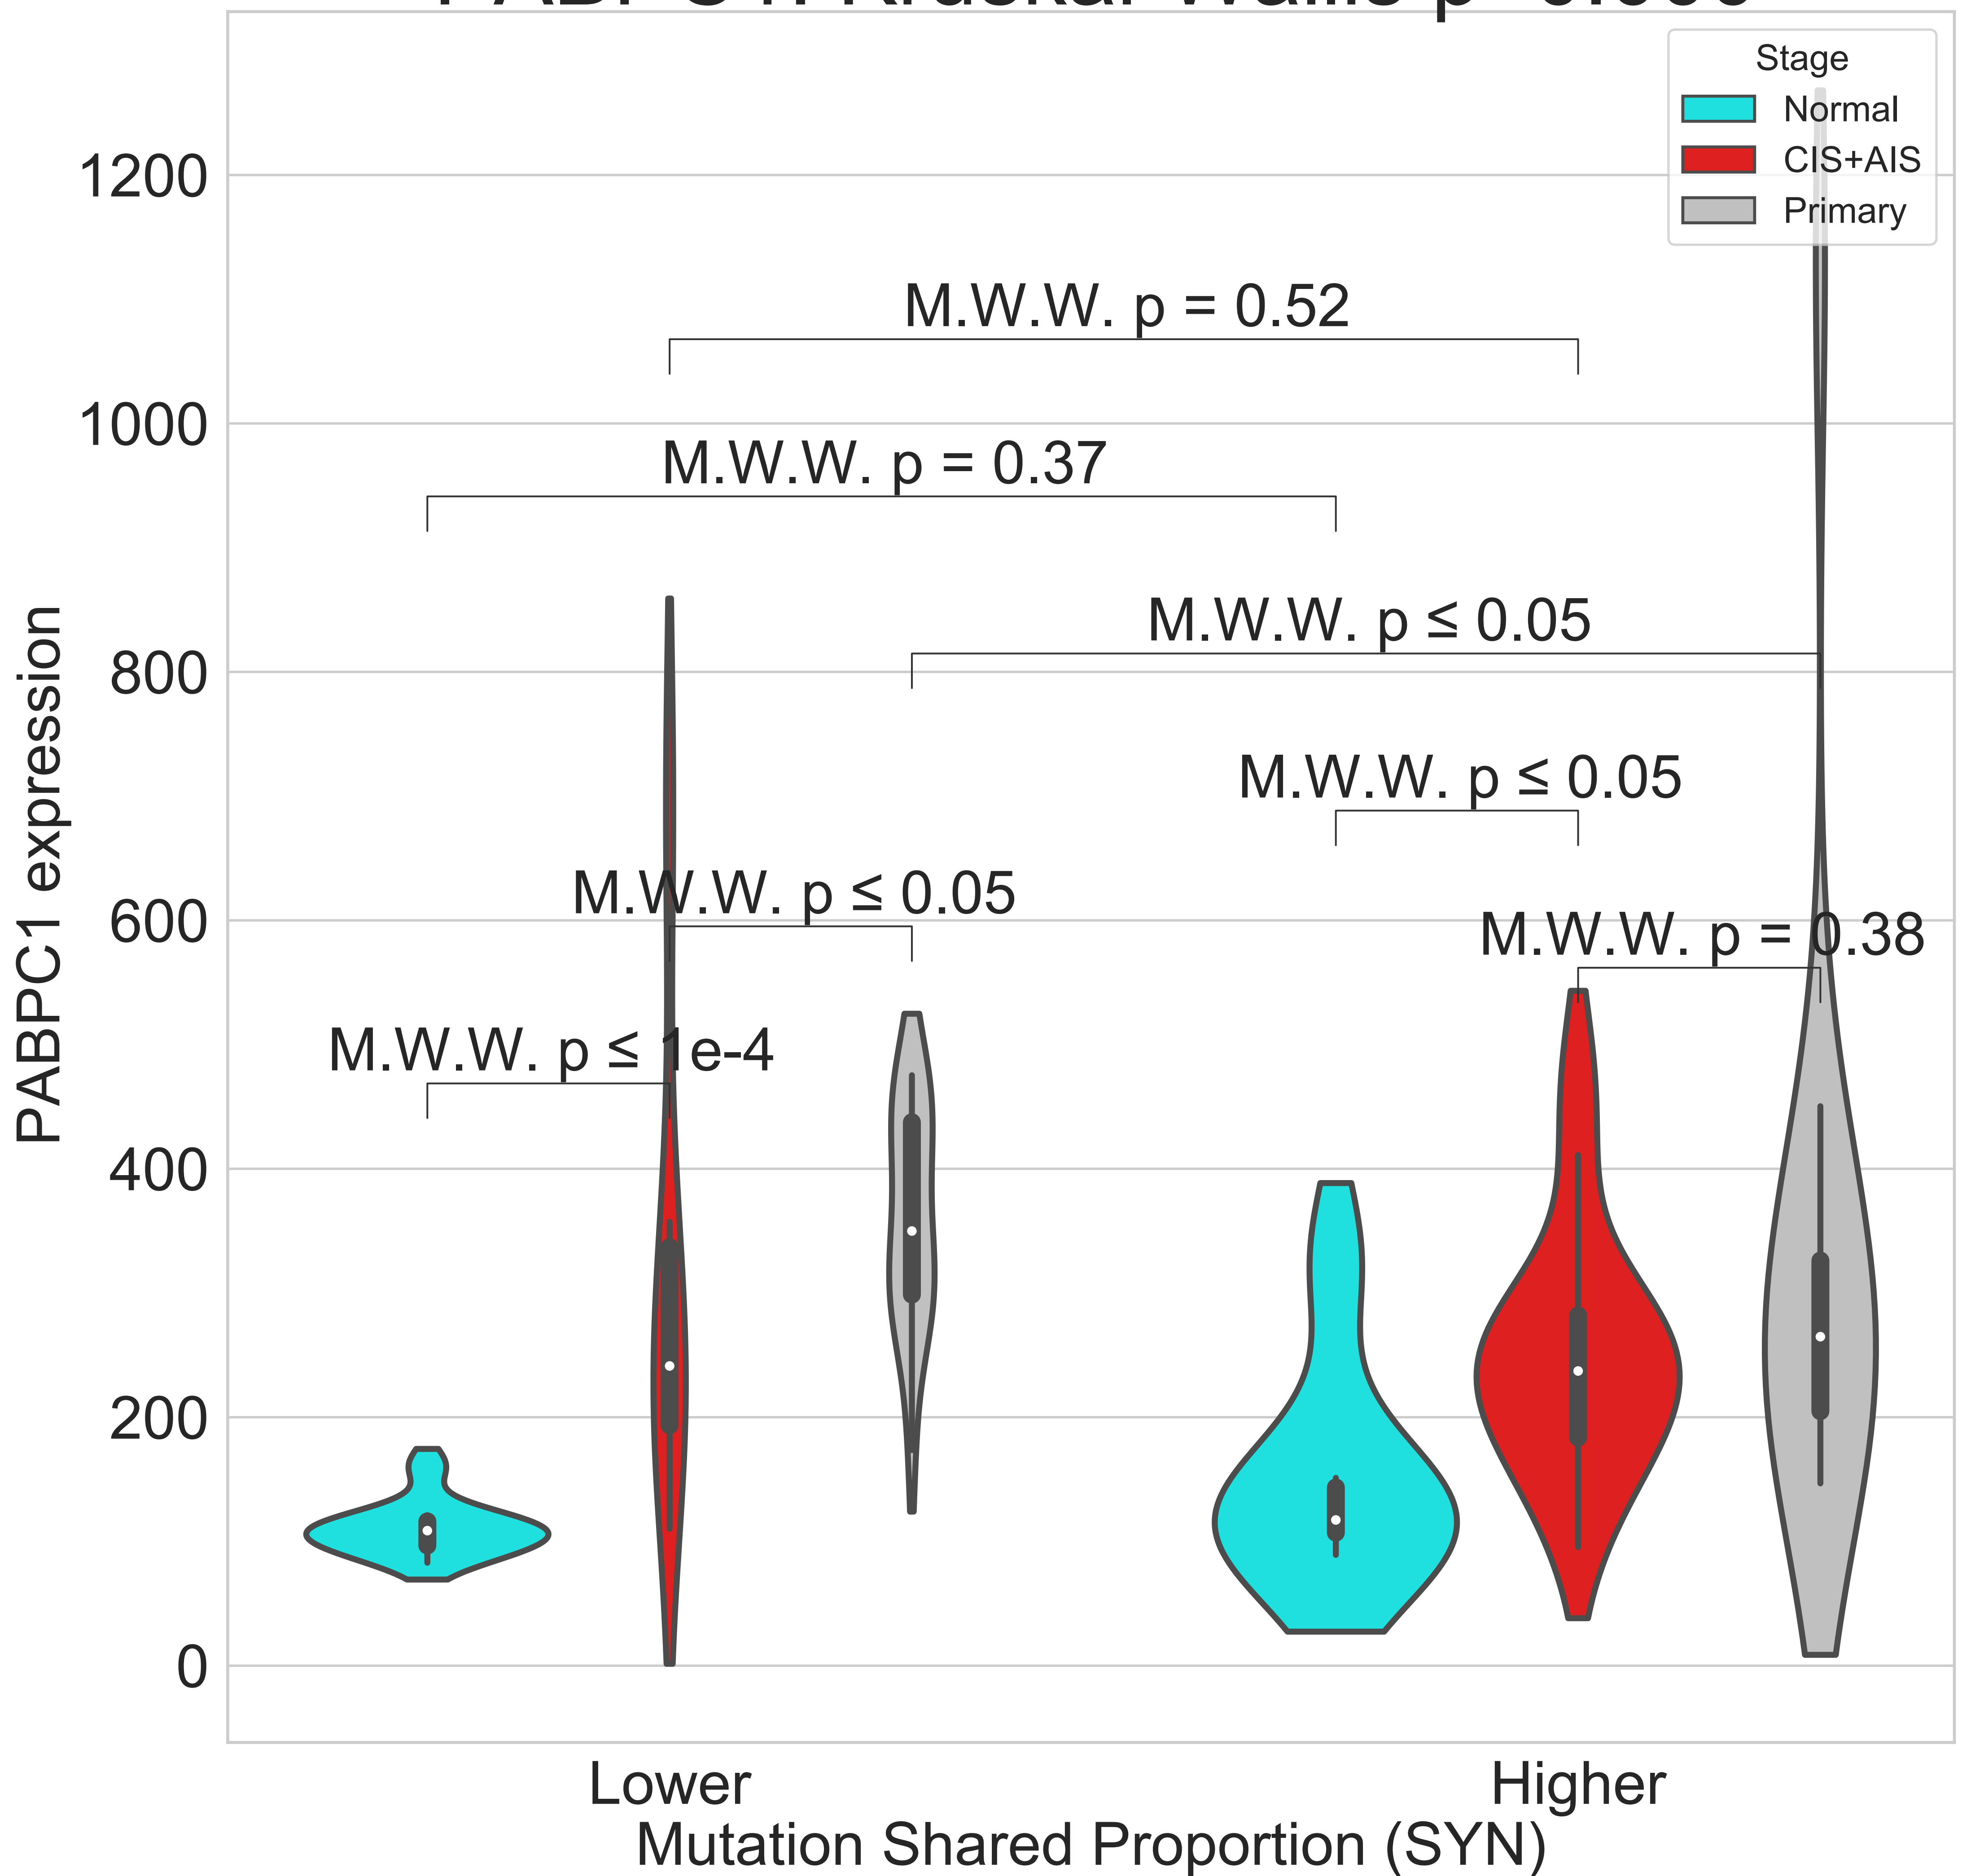 Stage
Normal
CIS+AIS
Primary
1200
1000
800
600
400
200
0
PABPC1 expression
M.W.W. p = 0.52
M.W.W. p = 0.37
M.W.W. p ≤ 0.05
M.W.W. p ≤ 0.05
M.W.W. p ≤ 0.05
M.W.W. p = 0.38
M.W.W. p ≤ 1e-4
Lower
Higher
Mutation Shared Proportion (SYN)